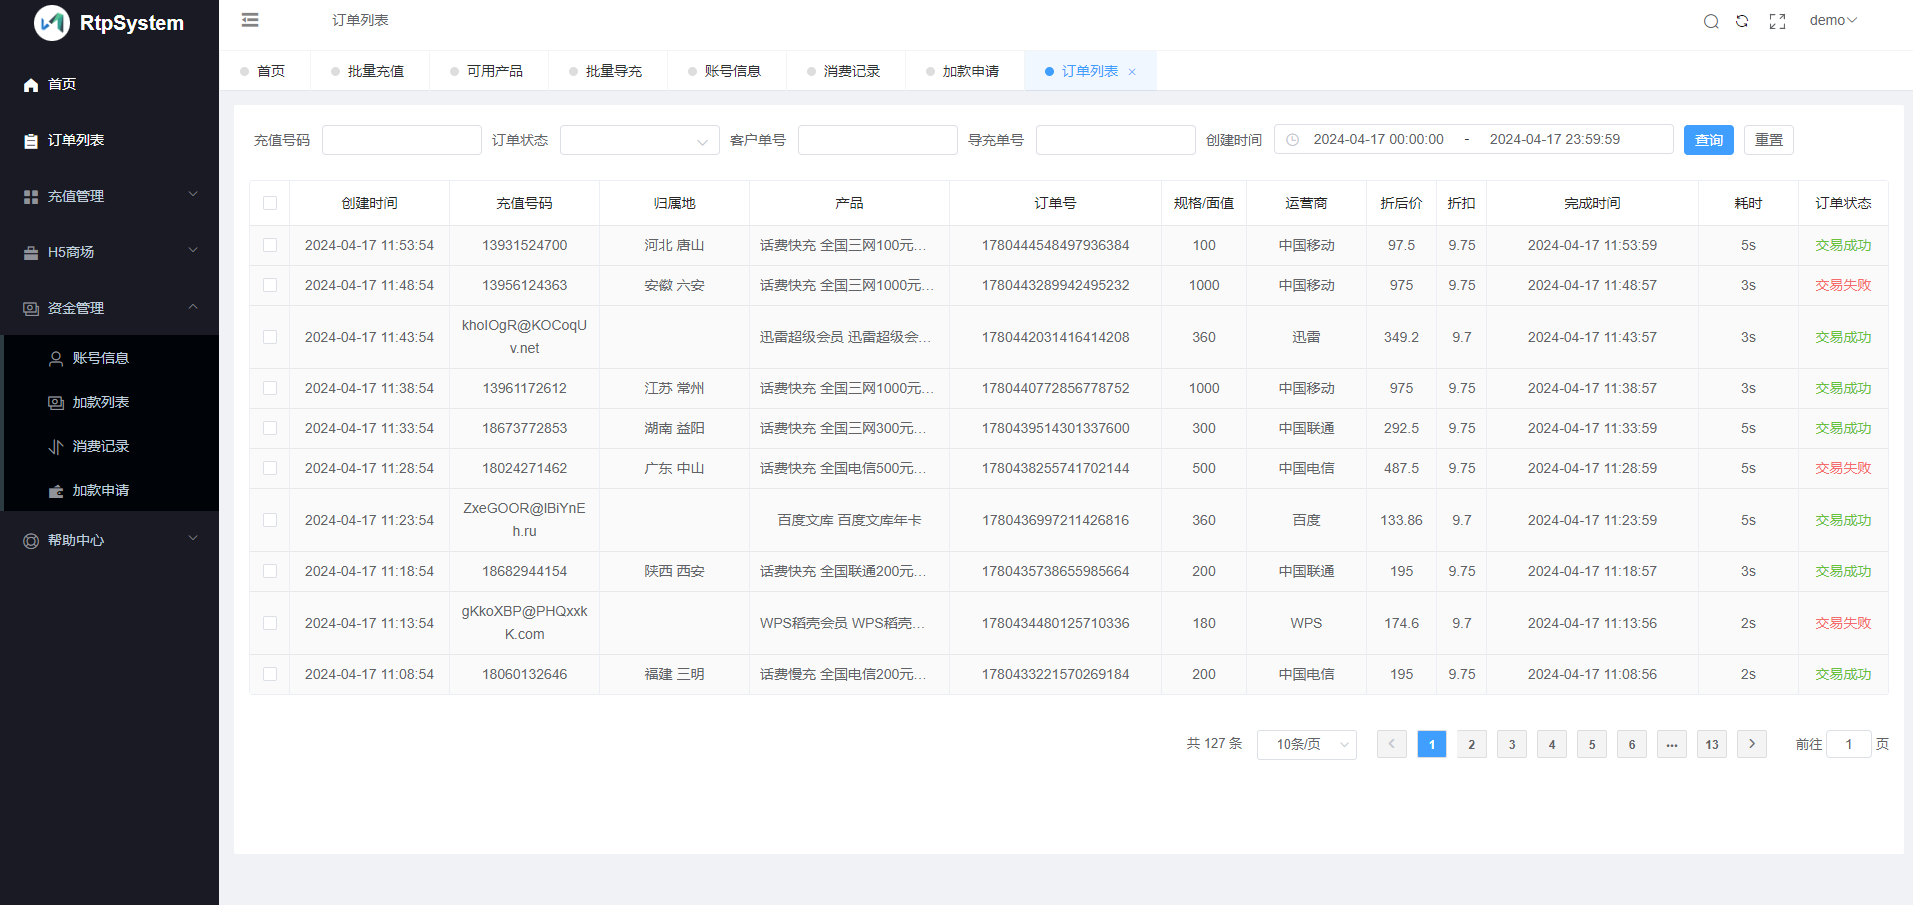 RtpSystem
首页
订单列表
充值管理
H5商场
资金管理
账号信息
加款列表
消费记录
加款申请
帮助中心
订单列表
demo
首页 批量充值 可用产品 批量导充 账号信息 消费记录 加款申请 订单列表 ×
充值号码 订单状态 客户单号 导充单号 创建时间 2024-04-17 00:00:00 - 2024-04-17 23:59:59 查询 重置
创建时间 充值号码 归属地 产品 订单号 规格/面值 运营商 折后价 折扣 完成时间 耗时 订单状态
2024-04-17 11:53:54 13931524700 河北 唐山 话费快充 全国三网100元... 1780444548497936384 100 中国移动 97.5 9.75 2024-04-17 11:53:59 5s 交易成功
2024-04-17 11:48:54 13956124363 安徽 六安 话费快充 全国三网1000元... 1780443289942495232 1000 中国移动 975 9.75 2024-04-17 11:48:57 3s 交易失败
2024-04-17 11:43:54 khoIOgR@KOCoqU
v.net 迅雷超级会员 迅雷超级会... 1780442031416414208 360 迅雷 349.2 9.7 2024-04-17 11:43:57 3s 交易成功
2024-04-17 11:38:54 13961172612 江苏 常州 话费快充 全国三网1000元... 1780440772856778752 1000 中国移动 975 9.75 2024-04-17 11:38:57 3s 交易成功
2024-04-17 11:33:54 18673772853 湖南 益阳 话费快充 全国三网300元... 1780439514301337600 300 中国联通 292.5 9.75 2024-04-17 11:33:59 5s 交易成功
2024-04-17 11:28:54 18024271462 广东 中山 话费快充 全国电信500元... 1780438255741702144 500 中国电信 487.5 9.75 2024-04-17 11:28:59 5s 交易失败
2024-04-17 11:23:54 ZxeGOOR@lBiYnE
h.ru 百度文库 百度文库年卡 1780436997211426816 360 百度 133.86 9.7 2024-04-17 11:23:59 5s 交易成功
2024-04-17 11:18:54 18682944154 陕西 西安 话费快充 全国联通200元... 1780435738655985664 200 中国联通 195 9.75 2024-04-17 11:18:57 3s 交易成功
2024-04-17 11:13:54 gKkoXBP@PHQxxk
K.com WPS稻壳会员 WPS稻壳... 1780434480125710336 180 WPS 174.6 9.7 2024-04-17 11:13:56 2s 交易失败
2024-04-17 11:08:54 18060132646 福建 三明 话费慢充 全国电信200元... 1780433221570269184 200 中国电信 195 9.75 2024-04-17 11:08:56 2s 交易成功
共 127 条 10条/页 1 2 3 4 5 6 ... 13 前往 1 页